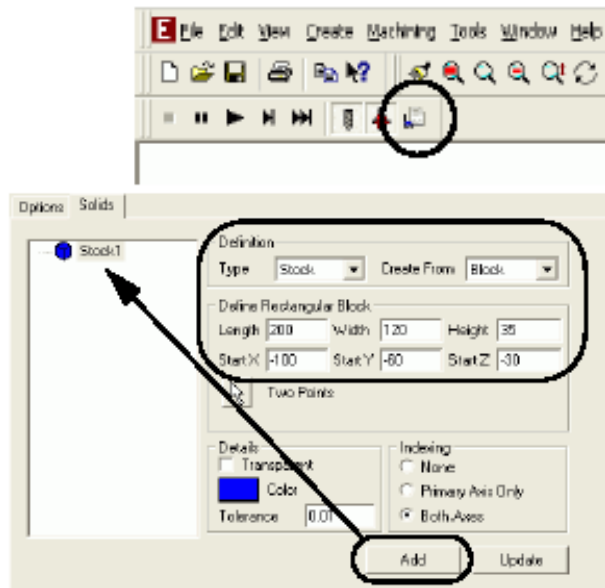 E File Edit View Create Machining Tools Window Help
Options Solids
Stock1
Definition
Type Stock Create From Block
Define Rectangular Block
Length 200 Width 120 Height 35
Start X -100 Start Y -60 Start Z -30
Two Points
Details
Transparent
Color
Tolerance 0.01
Indexing
None
Primary Axis Only
Both Axes
Add Update